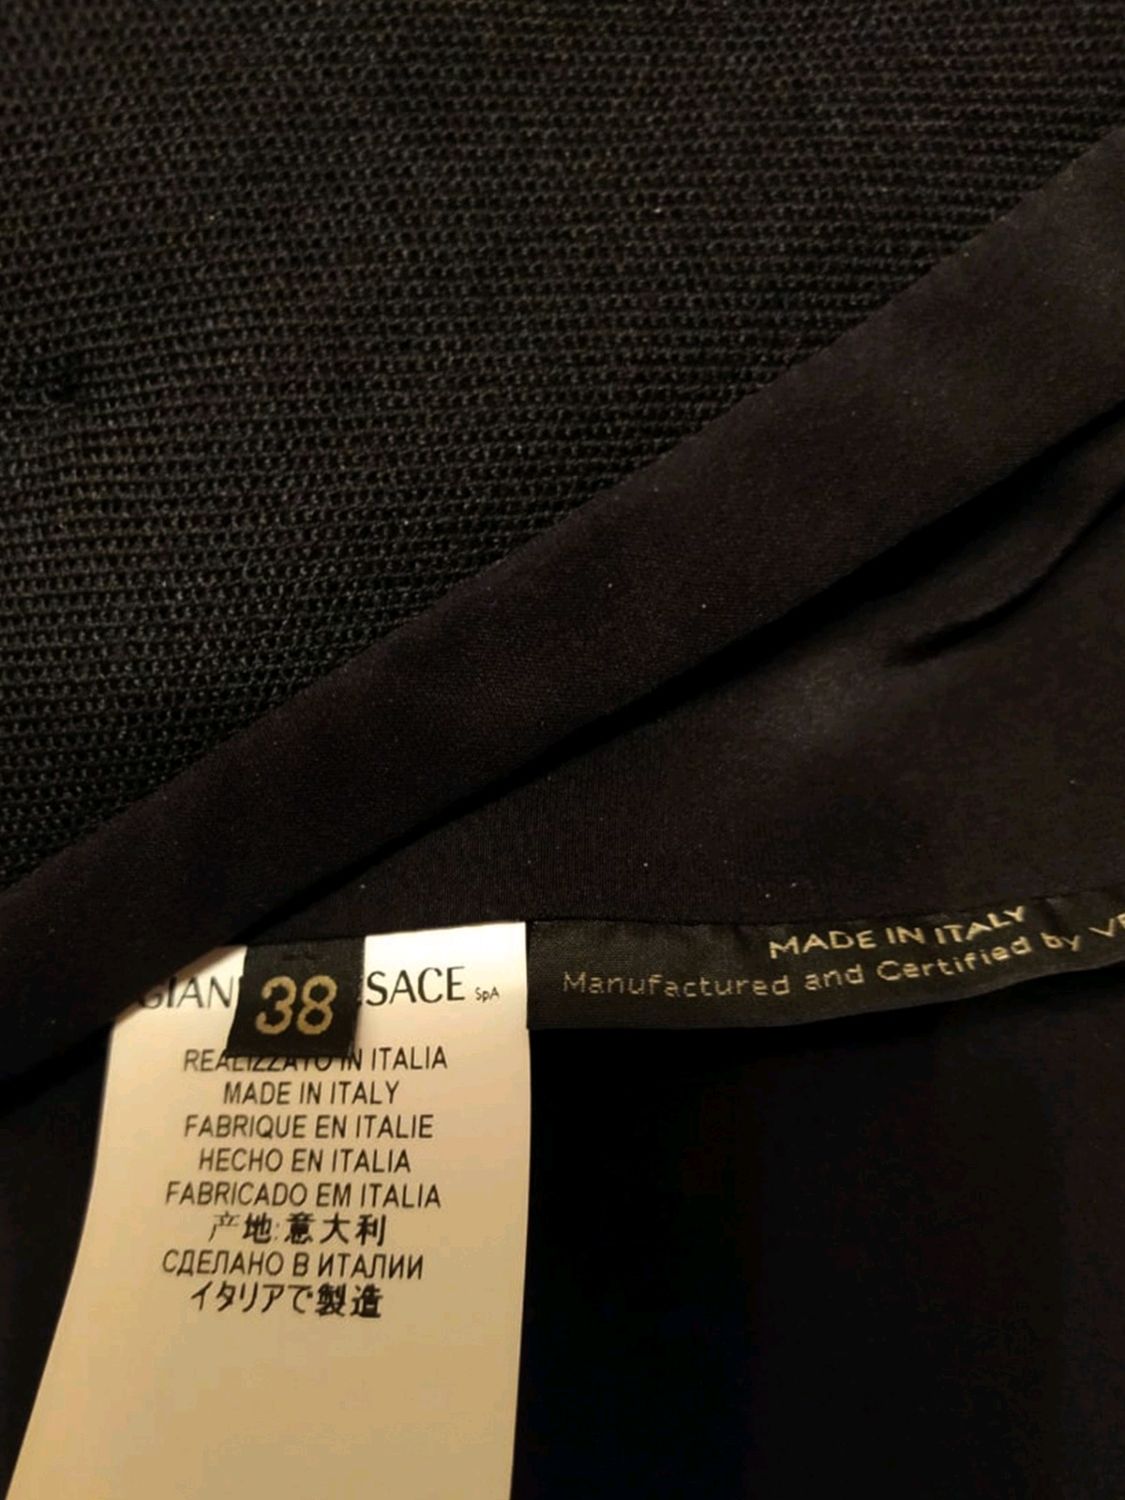 GIAN
38
SACE SpA
REALIZZATO IN ITALIA
MADE IN ITALY
FABRIQUE EN ITALIE
HECHO EN ITALIA
FABRICADO EM ITALIA
产地:意大利
СДЕЛАНО В ИТАЛИИ
イタリアで製造
MADE IN ITALY
Manufactured and Certified by VE